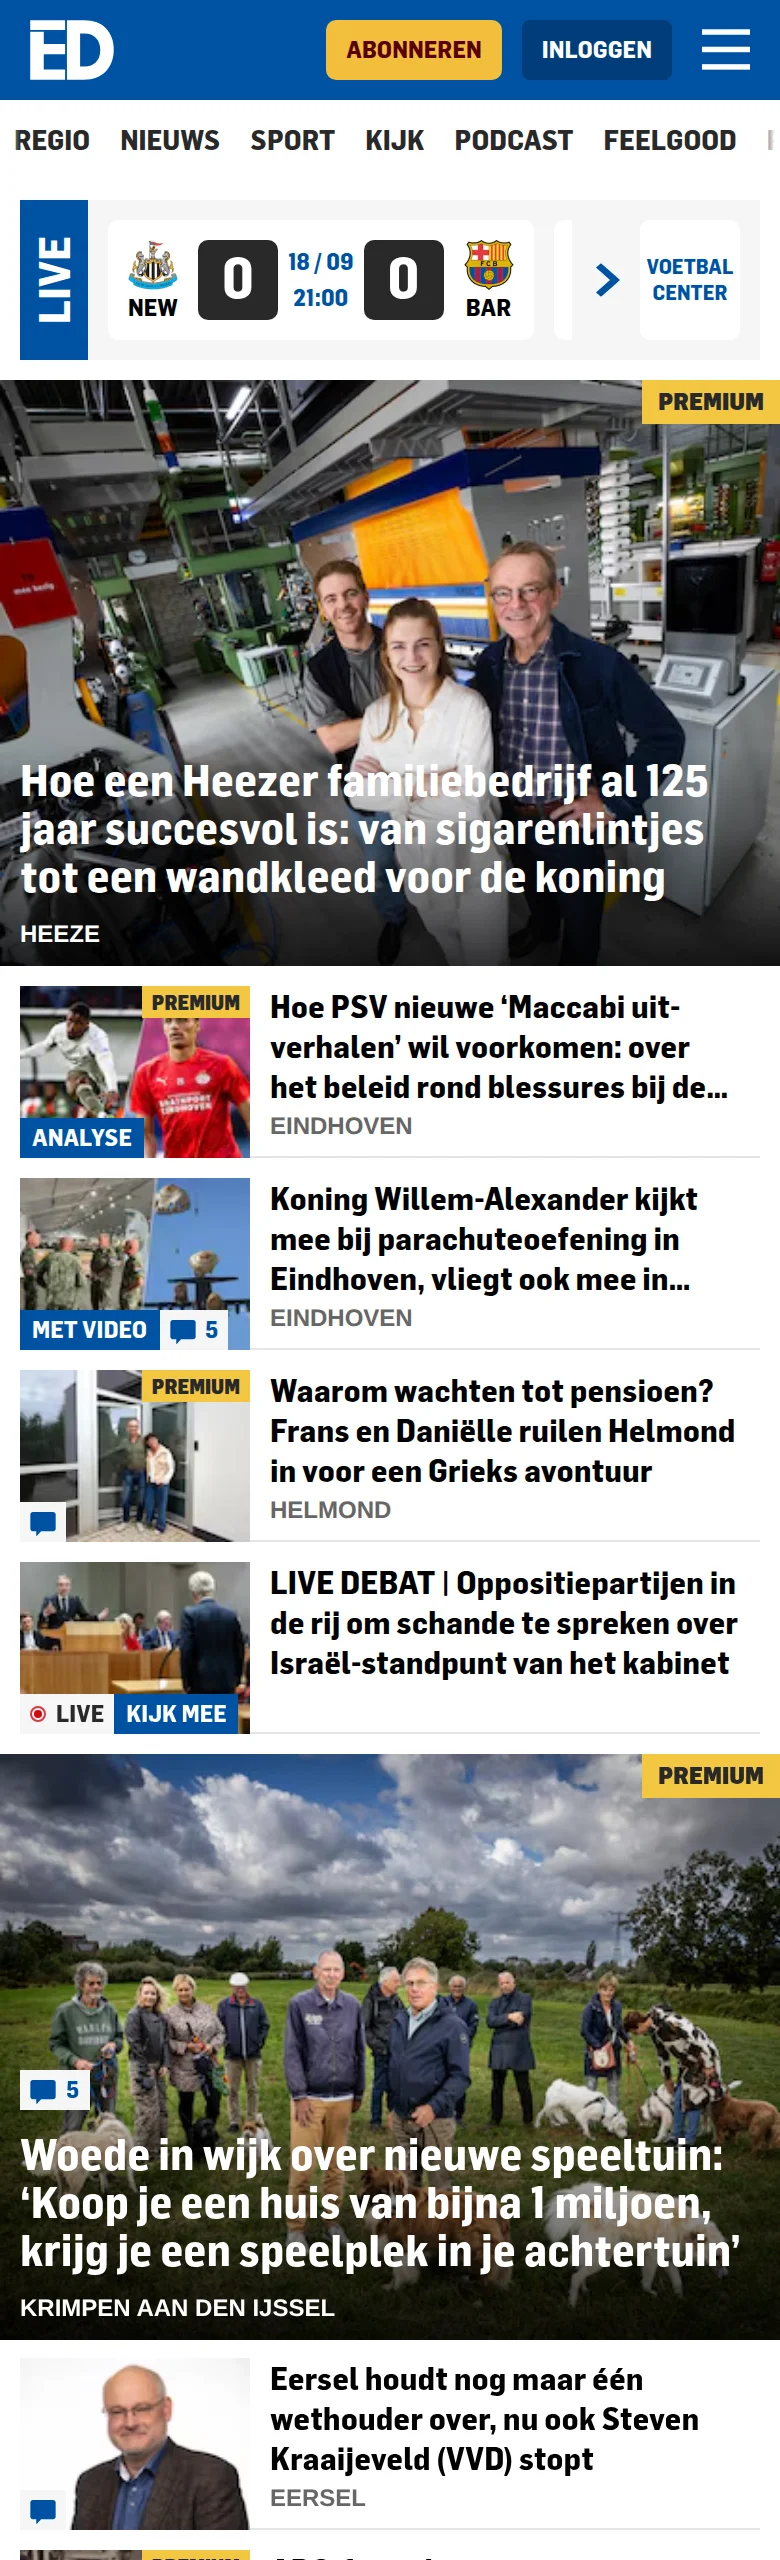 ED
ABONNEREN
INLOGGEN
REGIO NIEUWS SPORT KIJK PODCAST FEELGOOD
LIVE
NEW
0
18 / 09
21:00
0
BAR
VOETBAL
CENTER
PREMIUM
Hoe een Heezer familiebedrijf al 125
jaar succesvol is: van sigarenlintjes
tot een wandkleed voor de koning
HEEZE
PREMIUM
ANALYSE
Hoe PSV nieuwe ‘Maccabi uit-
verhalen’ wil voorkomen: over
het beleid rond blessures bij de...
EINDHOVEN
MET VIDEO
5
Koning Willem-Alexander kijkt
mee bij parachuteoefening in
Eindhoven, vliegt ook mee in...
EINDHOVEN
PREMIUM
Waarom wachten tot pensioen?
Frans en Daniëlle ruilen Helmond
in voor een Grieks avontuur
HELMOND
LIVE
KIJK MEE
LIVE DEBAT | Oppositiepartijen in
de rij om schande te spreken over
Israël-standpunt van het kabinet
PREMIUM
5
Woede in wijk over nieuwe speeltuin:
‘Koop je een huis van bijna 1 miljoen,
krijg je een speelplek in je achtertuin’
KRIMPEN AAN DEN IJSSEL
Eersel houdt nog maar één
wethouder over, nu ook Steven
Kraaijeveld (VVD) stopt
EERSEL